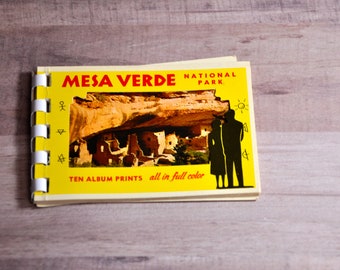 MESA VERDE NATIONAL
PARK
TEN ALBUM PRINTS all in full color